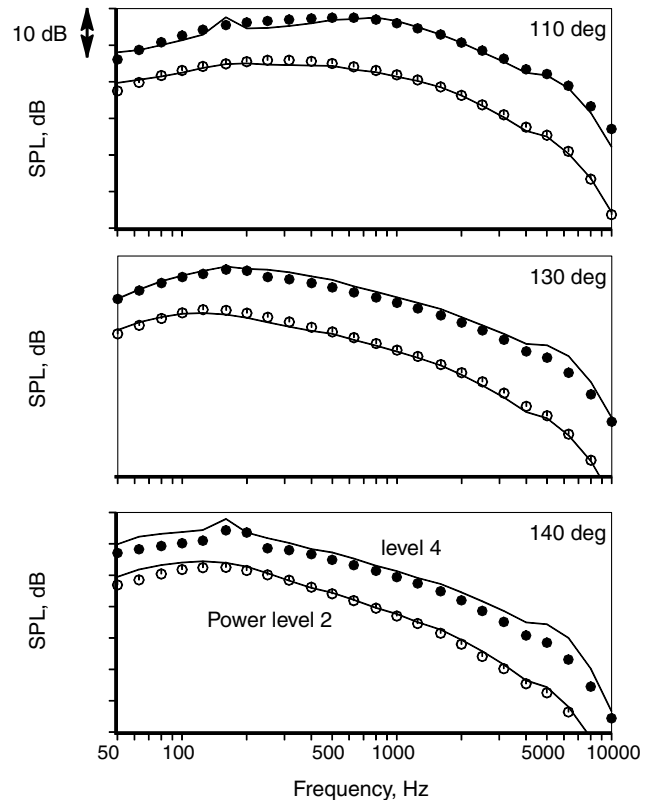 10 dB
110 deg
SPL, dB
130 deg
SPL, dB
140 deg
level 4
SPL, dB
Power level 2
50 100 500 1000 5000 10000
Frequency, Hz